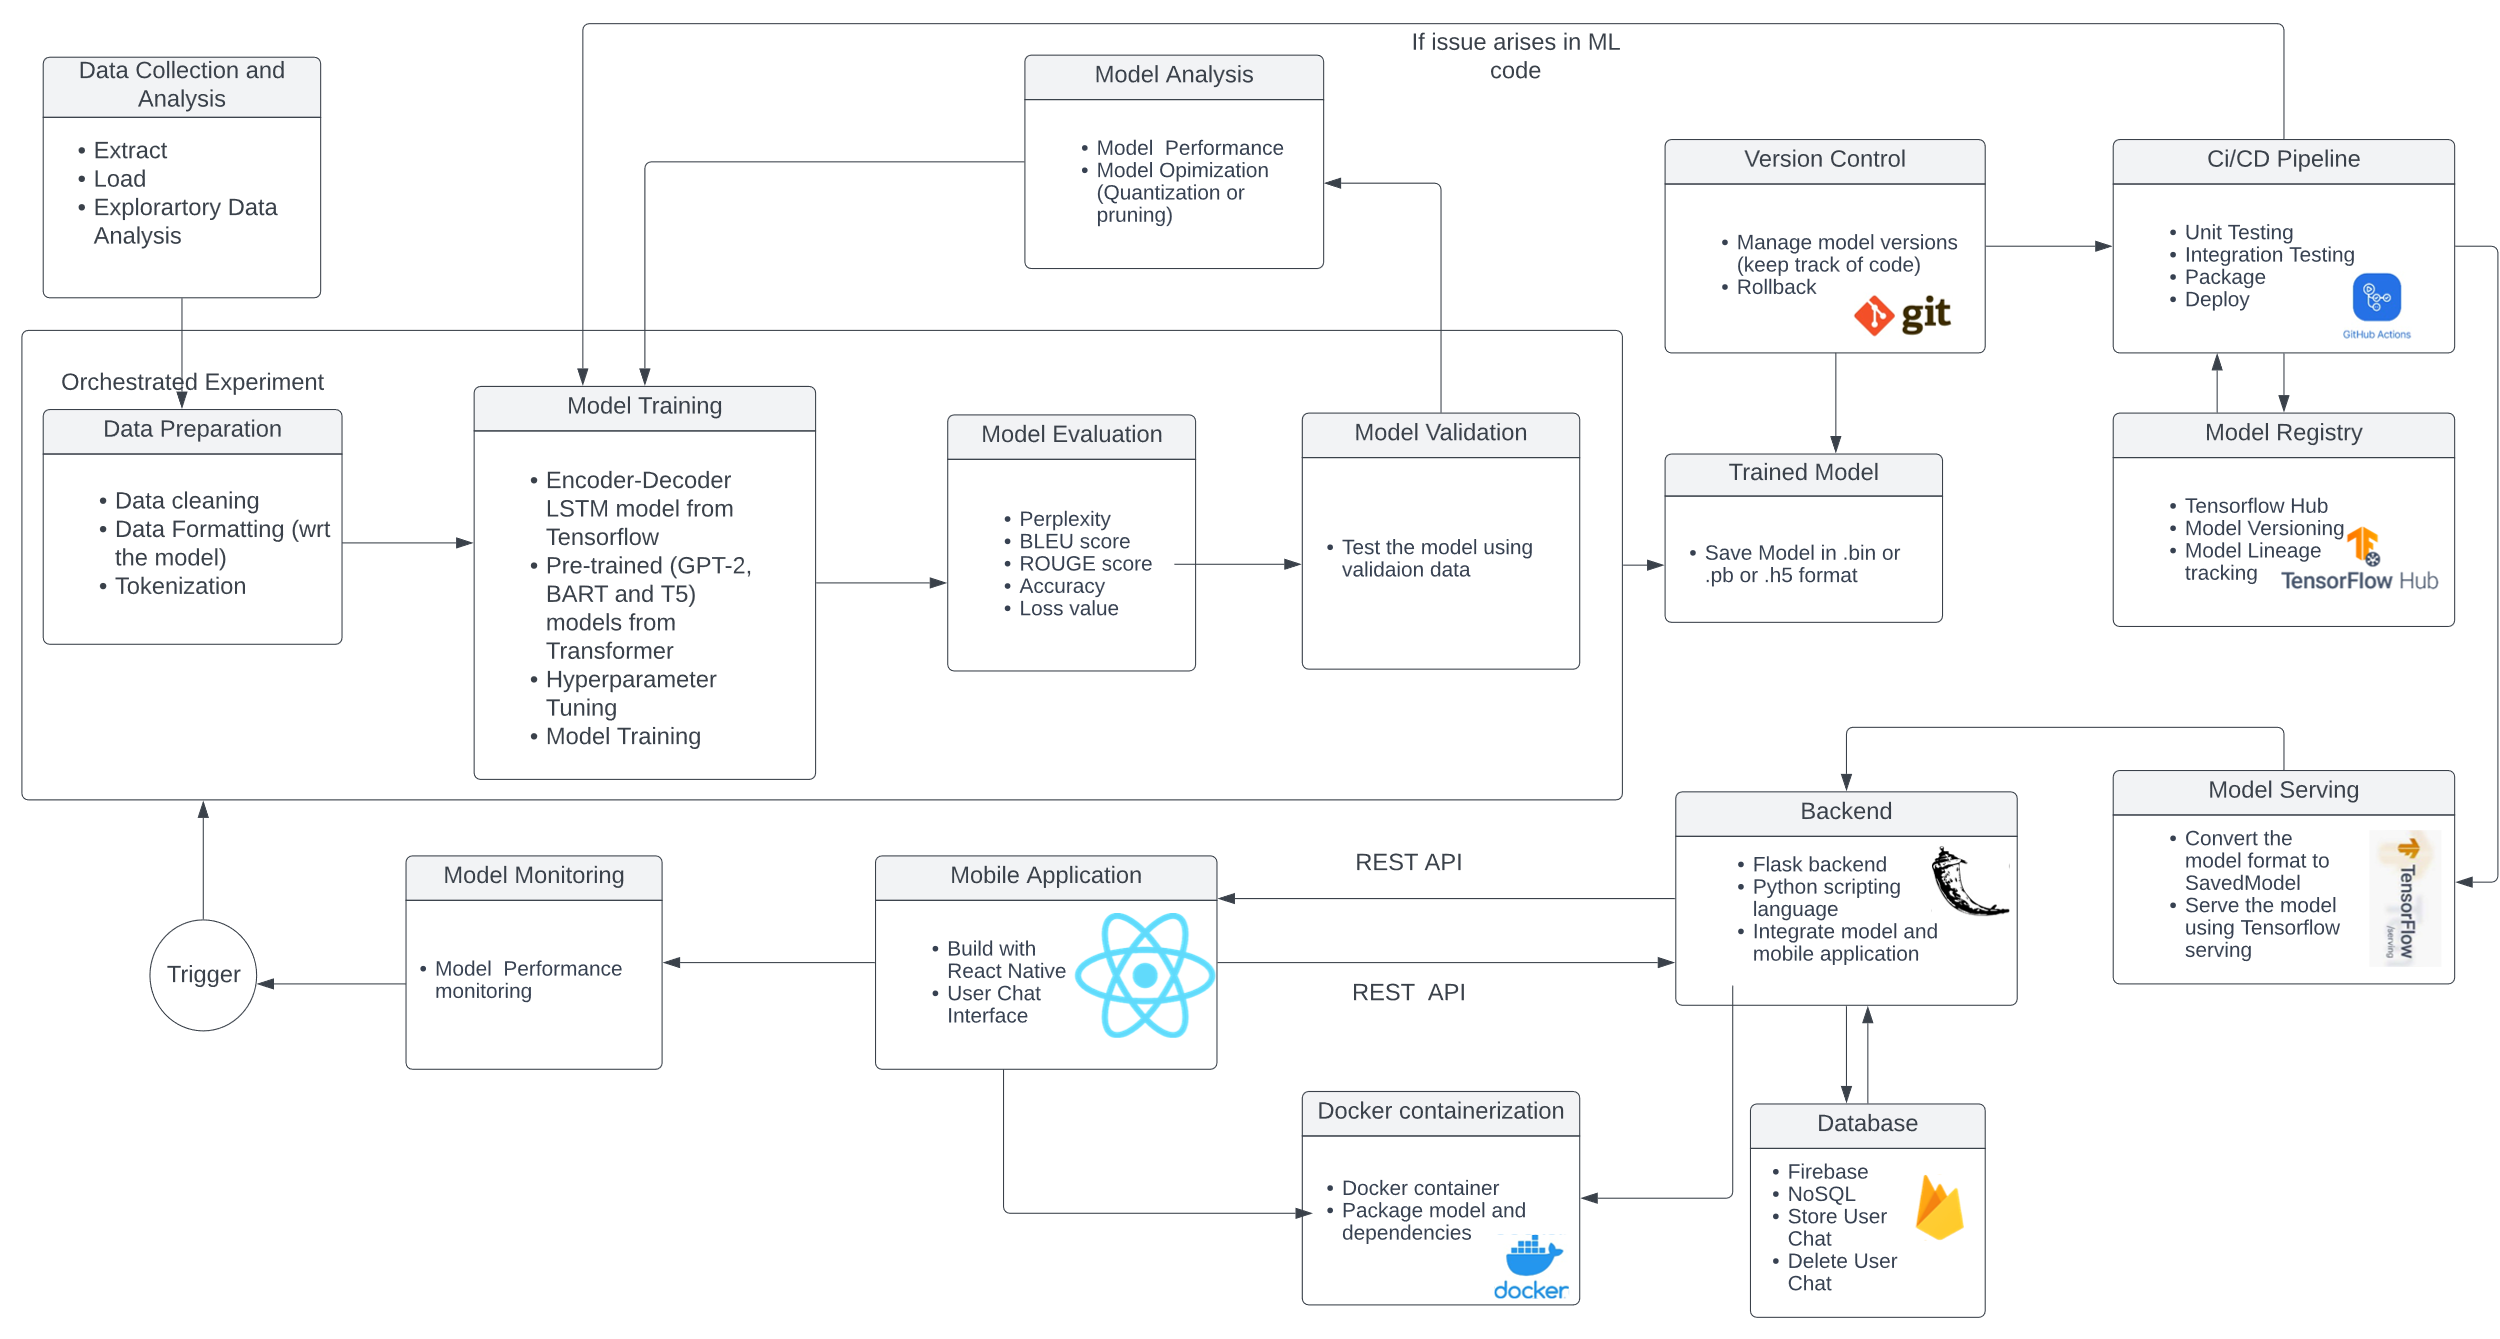 If issue arises in ML
code
Data Collection and
Analysis
• Extract
• Load
• Explorartory Data
Analysis
Model Analysis
• Model  Performance
• Model Opimization
(Quantization or
pruning)
Version Control
• Manage model versions
(keep track of code)
• Rollback
git
Ci/CD Pipeline
• Unit Testing
• Integration Testing
• Package
• Deploy
GitHub Actions
Orchestrated Experiment
Data Preparation
• Data cleaning
• Data Formatting (wrt
the model)
• Tokenization
Model Training
• Encoder-Decoder
LSTM model from
Tensorflow
• Pre-trained (GPT-2,
BART and T5)
models from
Transformer
• Hyperparameter
Tuning
• Model Training
Model Evaluation
• Perplexity
• BLEU score
• ROUGE score
• Accuracy
• Loss value
Model Validation
• Test the model using
validaion data
Trained Model
• Save Model in .bin or
.pb or .h5 format
Model Registry
• Tensorflow Hub
• Model Versioning
• Model Lineage
tracking
TensorFlow Hub
Model Serving
• Convert the
model format to
SavedModel
• Serve the model
using Tensorflow
serving
TensorFlow
/serving
Backend
• Flask backend
• Python scripting
language
• Integrate model and
mobile application
REST API
REST  API
Mobile Application
• Build with
React Native
• User Chat
Interface
Model Monitoring
• Model  Performance
monitoring
Trigger
Docker containerization
• Docker container
• Package model and
dependencies
docker
Database
• Firebase
• NoSQL
• Store User
Chat
• Delete User
Chat